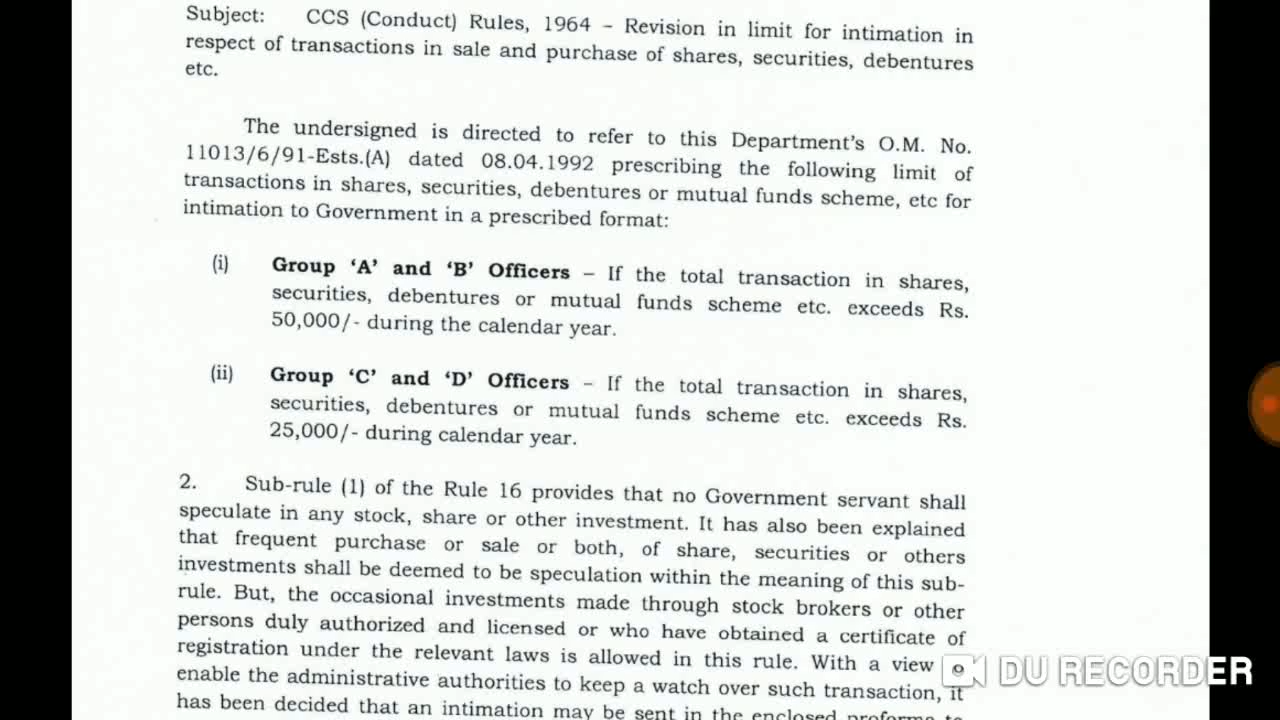 Subject: CCS (Conduct) Rules, 1964 – Revision in limit for intimation in
respect of transactions in sale and purchase of shares, securities, debentures
etc.
The undersigned is directed to refer to this Department's O.M. No.
11013/6/91-Ests.(A) dated 08.04.1992 prescribing the following limit of
transactions in shares, securities, debentures or mutual funds scheme, etc for
intimation to Government in a prescribed format:
(i) Group 'A' and 'B' Officers – If the total transaction in shares,
securities, debentures or mutual funds scheme etc. exceeds Rs.
50,000/- during the calendar year.
(ii) Group 'C' and 'D' Officers – If the total transaction in shares,
securities, debentures or mutual funds scheme etc. exceeds Rs.
25,000/- during calendar year.
2. Sub-rule (1) of the Rule 16 provides that no Government servant shall
speculate in any stock, share or other investment. It has also been explained
that frequent purchase or sale or both, of share, securities or others
investments shall be deemed to be speculation within the meaning of this sub-
rule. But, the occasional investments made through stock brokers or other
persons duly authorized and licensed or who have obtained a certificate of
registration under the relevant laws is allowed in this rule. With a view
enable the administrative authorities to keep a watch over such transaction, it
has been decided that an intimation may be sent in the enclosed proforma to
DU RECORDER